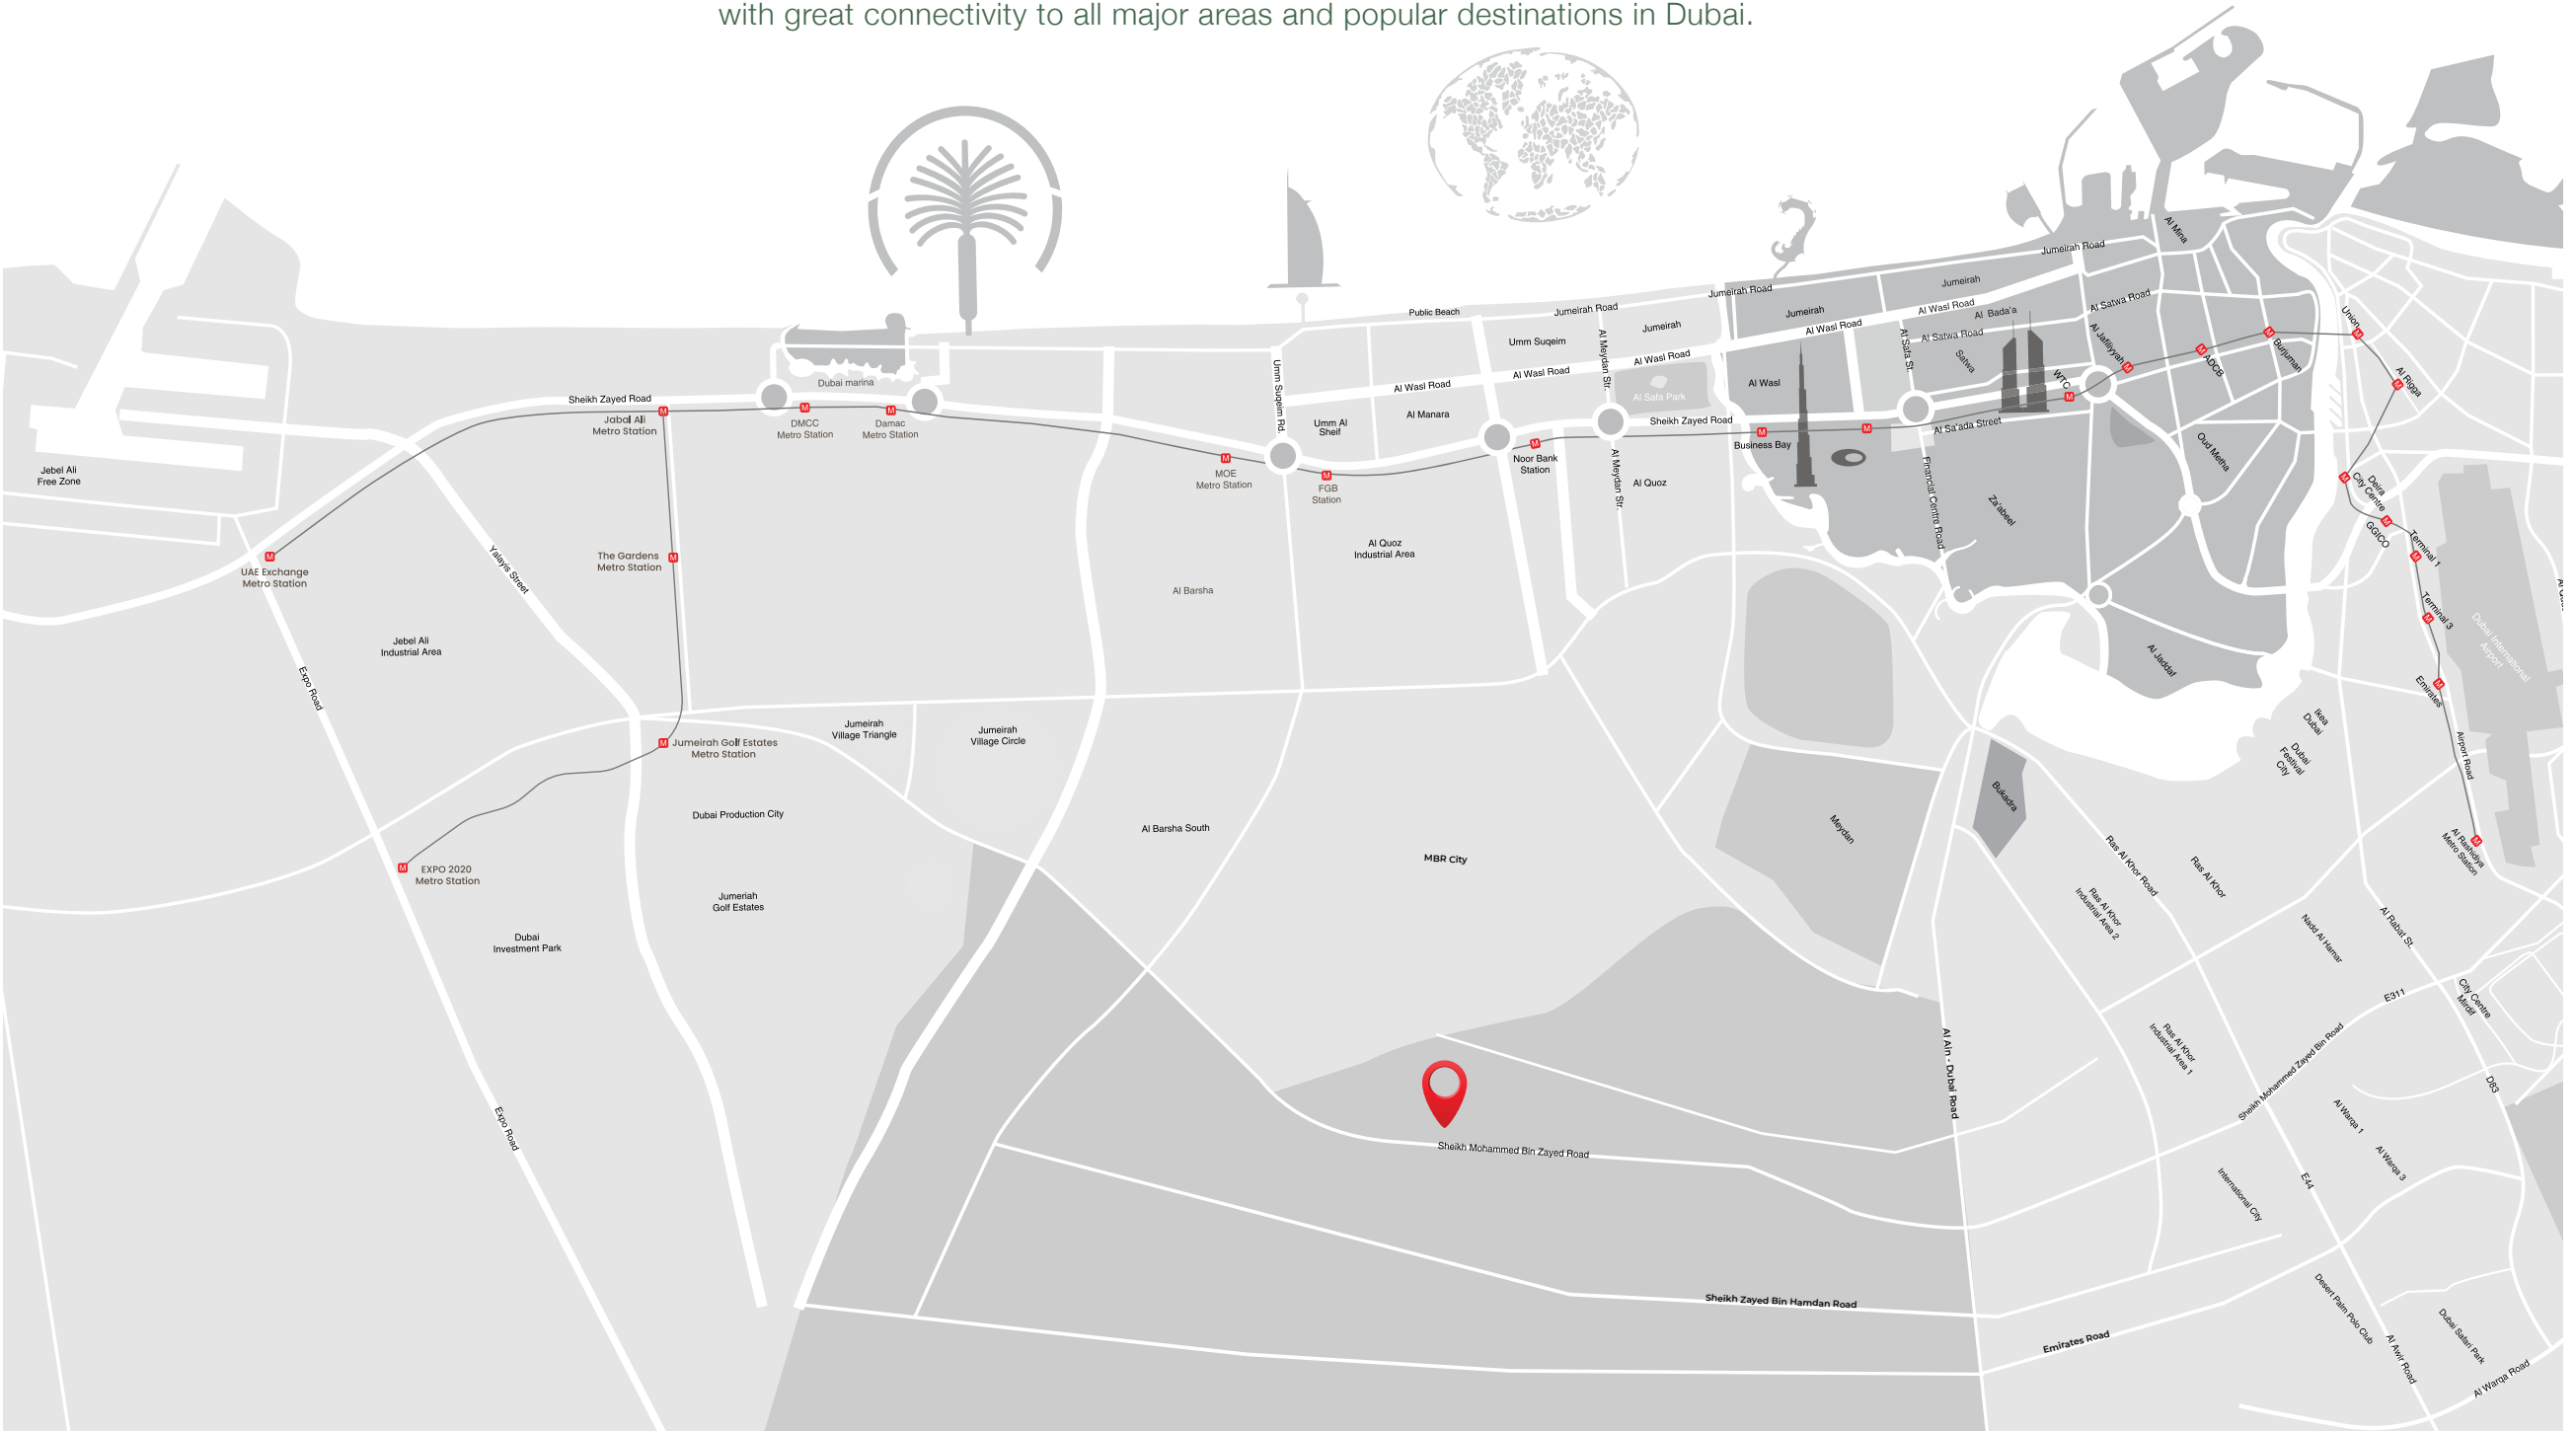 with great connectivity to all major areas and popular destinations in Dubai.
Al Mina
Jumeirah Road
Jumeirah
Jumeirah Road
Jumeirah Road
Public Beach
Jumeirah
Jumeirah
Al Wasl Road
Al Bada'a
Al Satwa Road
Al Satwa Road
Al Wasl Road
Al Wasl Road
Al Wasl Road
Al Wasl Road
Umm Suqeim
Al Meydan Str.
Al Safa St.
Satwa
Al Jafiliyyah
ADCB
Burjuman
Union
Al Rigga
WTC
Umm Suqeim Rd.
Dubai marina
Al Wasl
Al Safa Park
Sheikh Zayed Road
Jabal Ali
Metro Station
DMCC
Metro Station
Damac
Metro Station
Umm Al
Sheif
Al Manara
Sheikh Zayed Road
Business Bay
Al Sa'ada Street
Oud Metha
Noor Bank
Station
MOE
Metro Station
FGB
Station
Al Meydan Str.
Al Quoz
Financial Centre Road
Za'abeel
Deira
City Centre
GGICO
Terminal 1
Terminal 3
Emirates
Dubai International
Airport
Jebel Ali
Free Zone
UAE Exchange
Metro Station
Yalayis Street
The Gardens
Metro Station
Al Barsha
Al Quoz
Industrial Area
Jebel Ali
Industrial Area
Expo Road
Al Jaddaf
Ikea
Dubai
Dubai
Festival
City
Airport Road
Al Rashidiya
Metro Station
Jumeirah
Village Triangle
Jumeirah
Village Circle
Jumeirah Golf Estates
Metro Station
Dubai Production City
Al Barsha South
MBR City
Meydan
Bukadra
Ras Al Khor Road
Ras Al Khor
Ras Al Khor
Industrial Area 2
EXPO 2020
Metro Station
Jumeriah
Golf Estates
Dubai
Investment Park
Nadd Al Hamar
Al Rabat St.
E311
City Centre
Mirdif
Al Ain - Dubai Road
Ras Al Khor
Industrial Area 1
Sheikh Mohammed Zayed Bin Road
D83
Al Warqa 1
Al Warqa 3
Expo Road
Sheikh Mohammed Bin Zayed Road
International City
E44
Sheikh Zayed Bin Hamdan Road
Emirates Road
Desert Palm Polo Club
Al Awir Road
Dubai Safari Park
Al Warqa Road